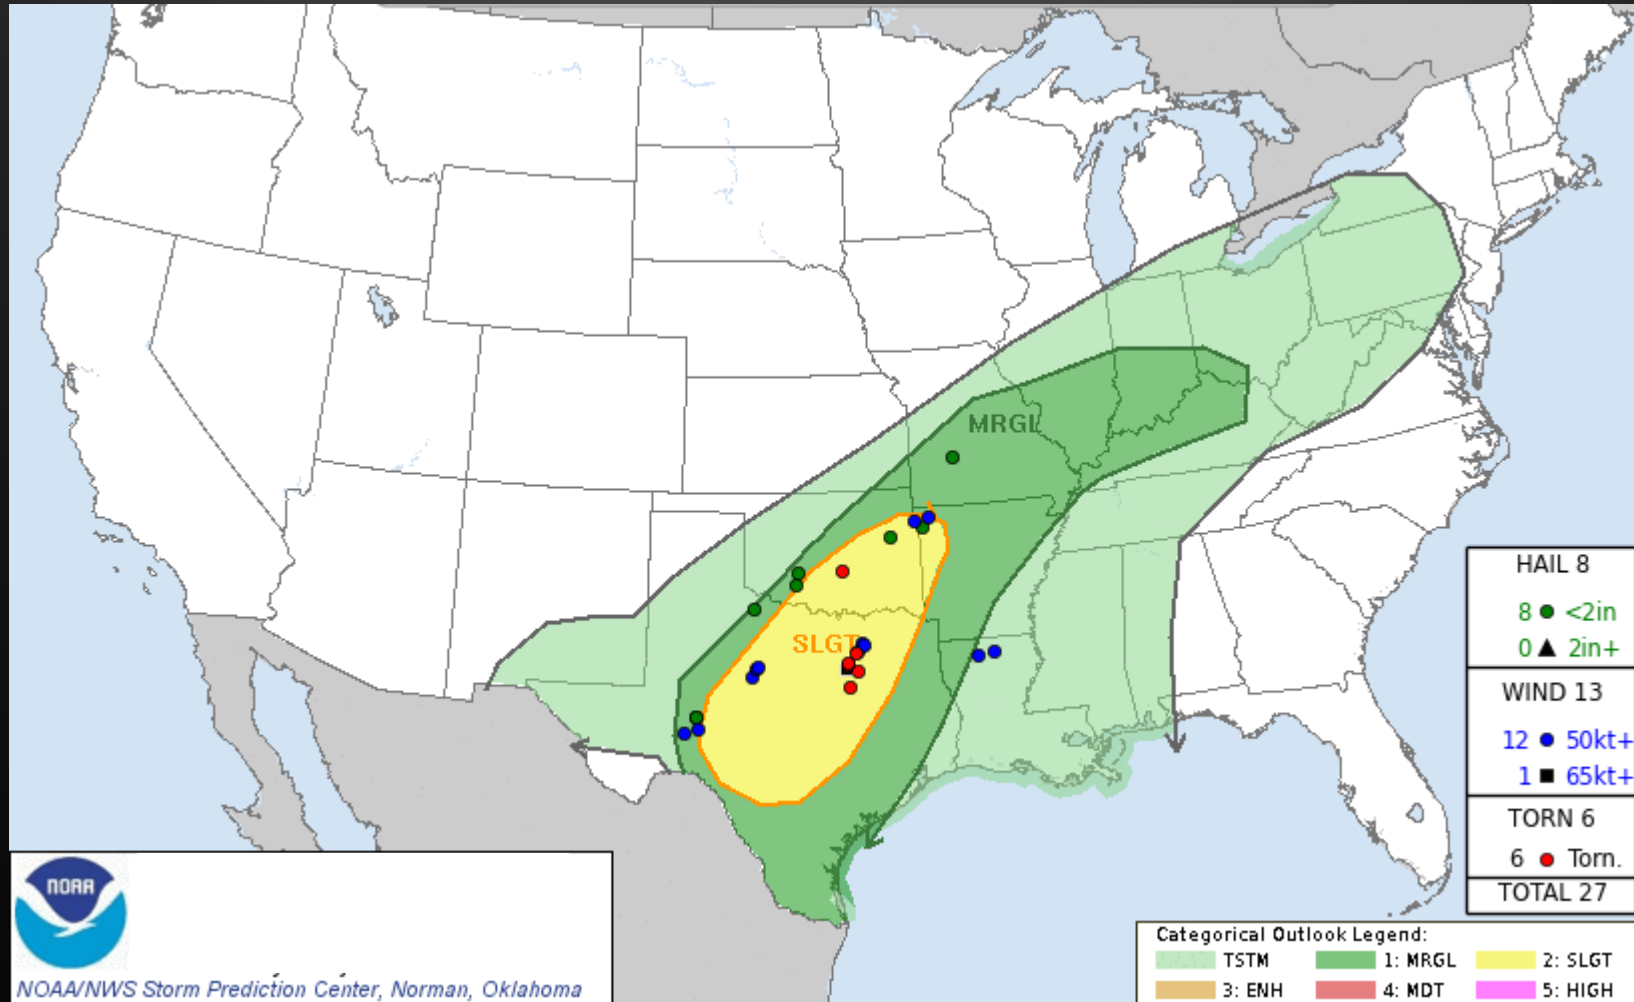 MRGL
SLGT
HAIL 8
8 <2in
0 2in+
WIND 13
12 50kt+
1 65kt+
TORN 6
6 Torn.
TOTAL 27
NOAA
NOAA/NWS Storm Prediction Center, Norman, Oklahoma
Categorical Outlook Legend:
TSTM 1: MRGL 2: SLGT
3: ENH 4: MDT 5: HIGH